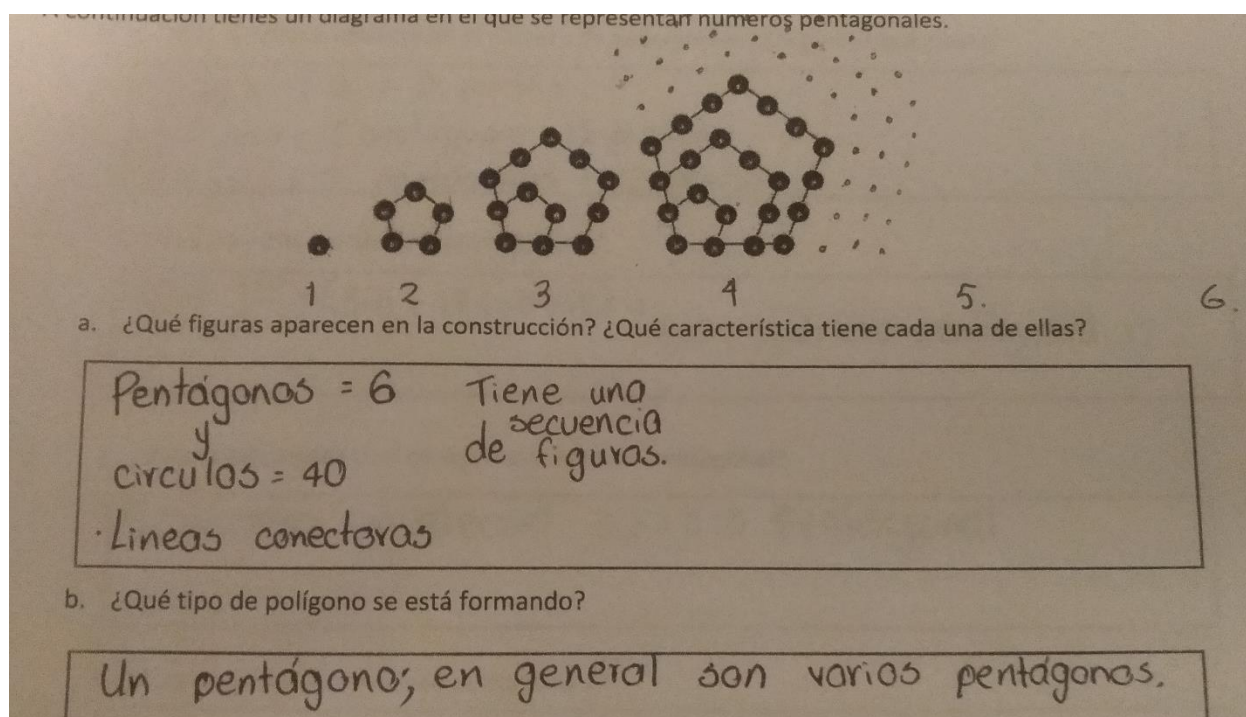 continuación tienes un diagrama en el que se representan números pentagonales.
1 2 3 4 5. 6.
a. ¿Qué figuras aparecen en la construcción? ¿Qué característica tiene cada una de ellas?
Pentágonos = 6 Tiene una
y secuencia
circulos = 40 de figuras.
· Lineas conectoras
b. ¿Qué tipo de polígono se está formando?
Un pentágono; en general son varios pentágonos.